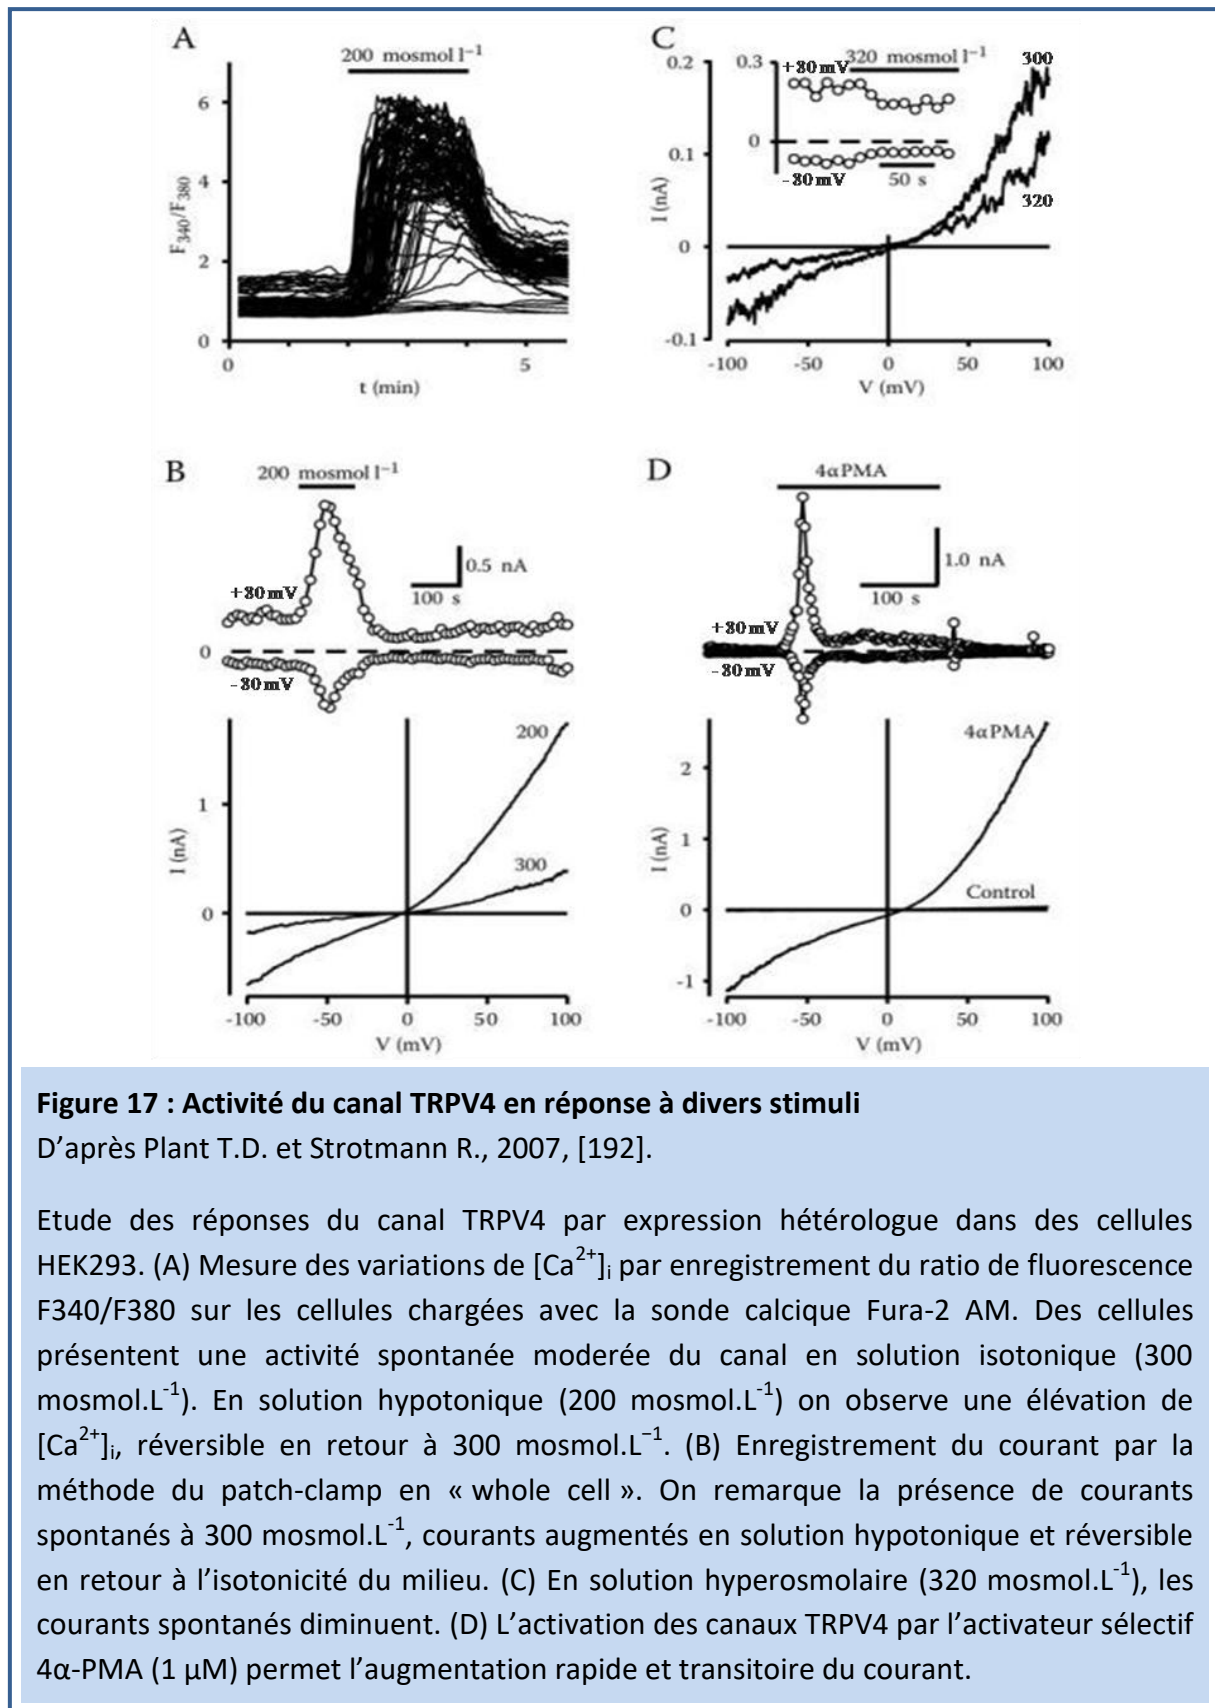 A
200 mosmol l⁻¹
6
4
2
0
F340/F380
0
5
t (min)
C
320 mosmol l⁻¹
0.3
+80 mV
0
-80 mV
50 s
300
320
0.2
0.1
0
-0.1
I (nA)
-100
-50
0
50
100
V (mV)
B
200 mosmol l⁻¹
0.5 nA
100 s
+80 mV
0
-80 mV
200
300
1
0
I (nA)
-100
-50
0
50
100
V (mV)
D
4αPMA
1.0 nA
100 s
+80 mV
-80 mV
4αPMA
Control
2
1
0
-1
I (nA)
-100
-50
0
50
100
V (mV)
Figure 17 : Activité du canal TRPV4 en réponse à divers stimuli
D'après Plant T.D. et Strotmann R., 2007, [192].
Etude des réponses du canal TRPV4 par expression hétérologue dans des cellules
HEK293. (A) Mesure des variations de [Ca²⁺]i par enregistrement du ratio de fluorescence
F340/F380 sur les cellules chargées avec la sonde calcique Fura-2 AM. Des cellules
présentent une activité spontanée moderée du canal en solution isotonique (300
mosmol.L⁻¹). En solution hypotonique (200 mosmol.L⁻¹) on observe une élévation de
[Ca²⁺]i, réversible en retour à 300 mosmol.L⁻¹. (B) Enregistrement du courant par la
méthode du patch-clamp en « whole cell ». On remarque la présence de courants
spontanés à 300 mosmol.L⁻¹, courants augmentés en solution hypotonique et réversible
en retour à l'isotonicité du milieu. (C) En solution hyperosmolaire (320 mosmol.L⁻¹), les
courants spontanés diminuent. (D) L'activation des canaux TRPV4 par l'activateur sélectif
4α-PMA (1 µM) permet l'augmentation rapide et transitoire du courant.